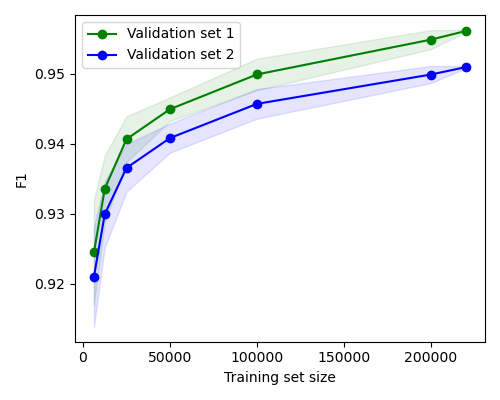 Validation set 1
Validation set 2
F1
0.95
0.94
0.93
0.92
0
50000
100000
150000
200000
Training set size